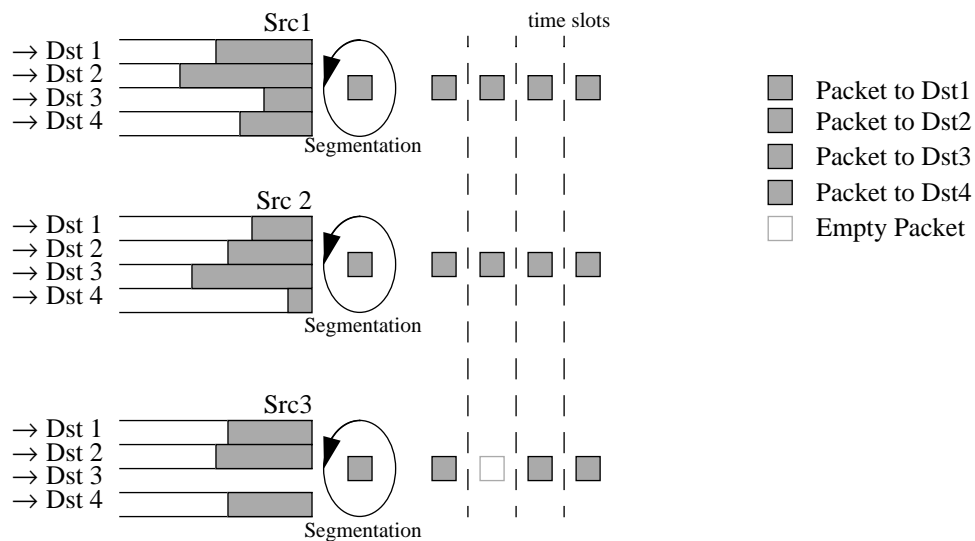 time slots
Src1
→ Dst 1
→ Dst 2
→ Dst 3
→ Dst 4
Segmentation
Packet to Dst1
Packet to Dst2
Packet to Dst3
Packet to Dst4
Empty Packet
Src 2
→ Dst 1
→ Dst 2
→ Dst 3
→ Dst 4
Segmentation
Src3
→ Dst 1
→ Dst 2
→ Dst 3
→ Dst 4
Segmentation